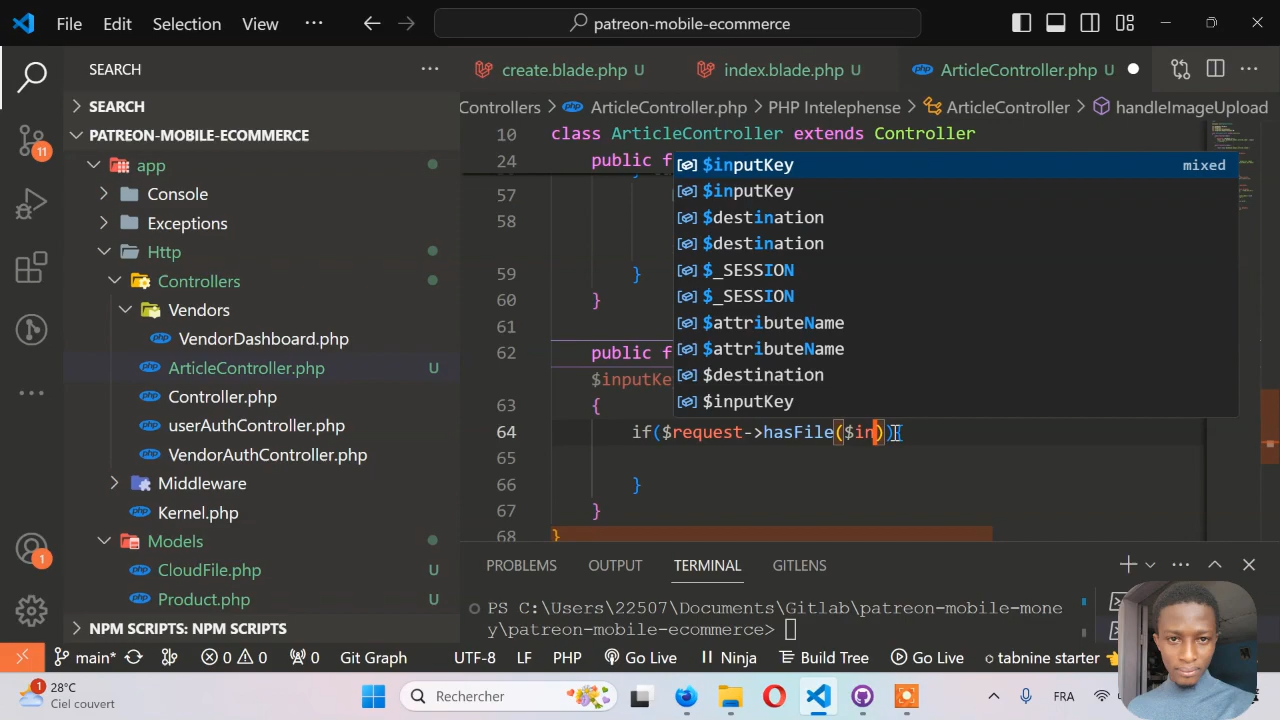 File Edit Selection View ··· patreon-mobile-ecommerce
SEARCH ···
SEARCH
PATREON-MOBILE-ECOMMERCE
app
Console
Exceptions
Http
Controllers
Vendors
VendorDashboard.php
ArticleController.php U
Controller.php
userAuthController.php
VendorAuthController.php
Middleware
Kernel.php
Models
CloudFile.php U
Product.php U
NPM SCRIPTS: NPM SCRIPTS
11
1
create.blade.php U index.blade.php U ArticleController.php U ···
Controllers > ArticleController.php > PHP Intelephense > ArticleController > handleImageUpload
10 class ArticleController extends Controller
24 public f
57
58
59 }
60 }
61
62 public f
$inputKe
63 {
64 if($request->hasFile($in))
65
66 }
67 }
68 }
$inputKey mixed
$inputKey
$destination
$destination
$_SESSION
$_SESSION
$attributeName
$attributeName
$destination
$inputKey
PROBLEMS OUTPUT TERMINAL GITLENS
PS C:\Users\22507\Documents\Gitlab\patreon-mobile-mone
y\patreon-mobile-ecommerce>
main* 0 0 0 Git Graph UTF-8 LF PHP Go Live Ninja Build Tree Go Live tabnine starter
1 28°C
Ciel couvert
Rechercher
FRA